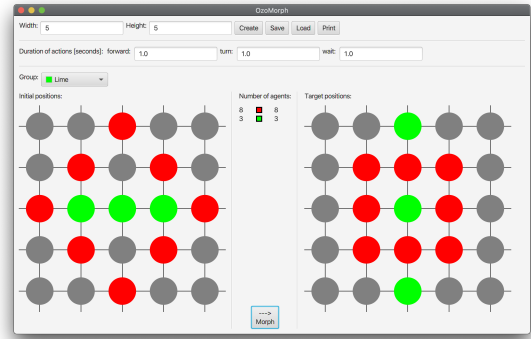 OzoMorph
Width: 5 Height: 5 Create Save Load Print
Duration of actions [seconds]: forward: 1.0 turn: 1.0 wait: 1.0
Group: Lime
Initial positions: Number of agents: Target positions:
8 8
3 3
--->
Morph